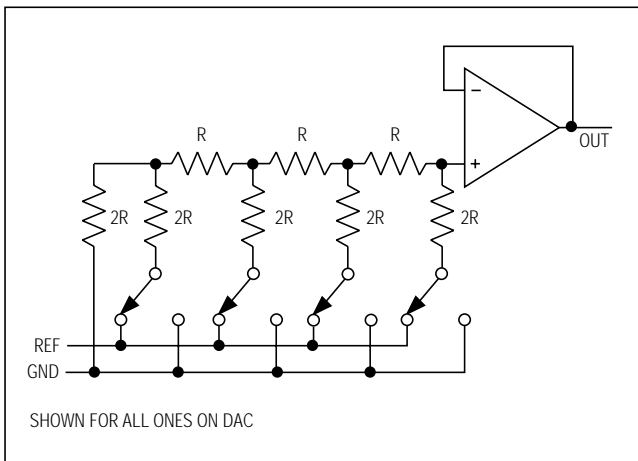 R R R
− +
OUT
2R 2R 2R 2R 2R
REF
GND
SHOWN FOR ALL ONES ON DAC